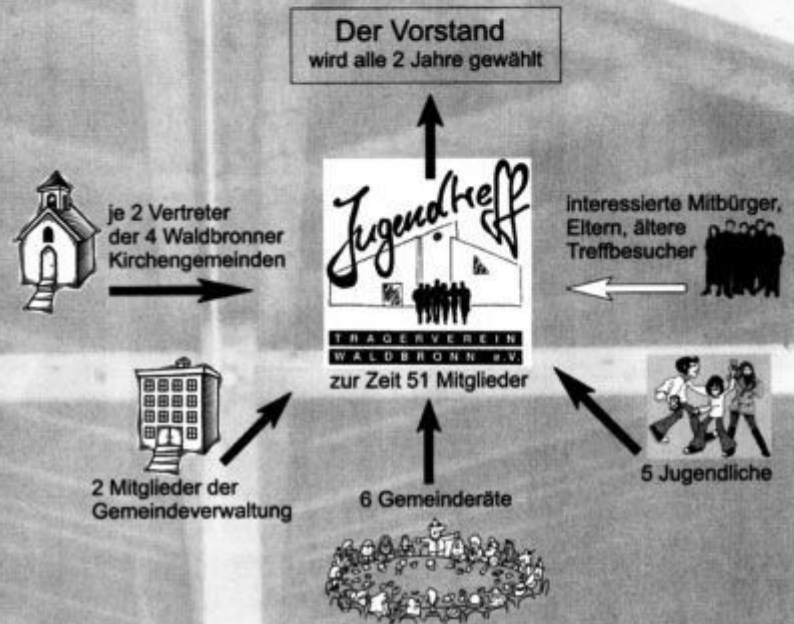 Der Vorstand
wird alle 2 Jahre gewählt
je 2 Vertreter
der 4 Waldbronner
Kirchengemeinden
Jugendtreff
TRÄGERVEREIN
WALDBRONN e.V.
zur Zeit 51 Mitglieder
interessierte Mitbürger,
Eltern, ältere
Treffbesucher
2 Mitglieder der
Gemeindeverwaltung
6 Gemeinderäte
5 Jugendliche